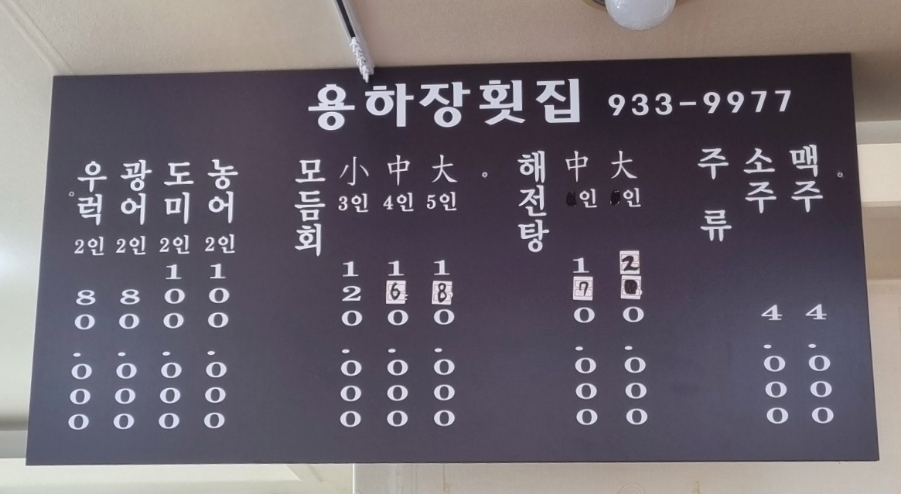 용하장횟집 933-9977
우럭 2인 80.000
광어 2인 80.000
도미 2인 100.000
농어 2인 100.000
모듬회
小 3인 120.000
中 4인 160.000
大 5인 180.000
해전탕
中 인 170.000
大 인
주류
소주 4.000
맥주 4.000